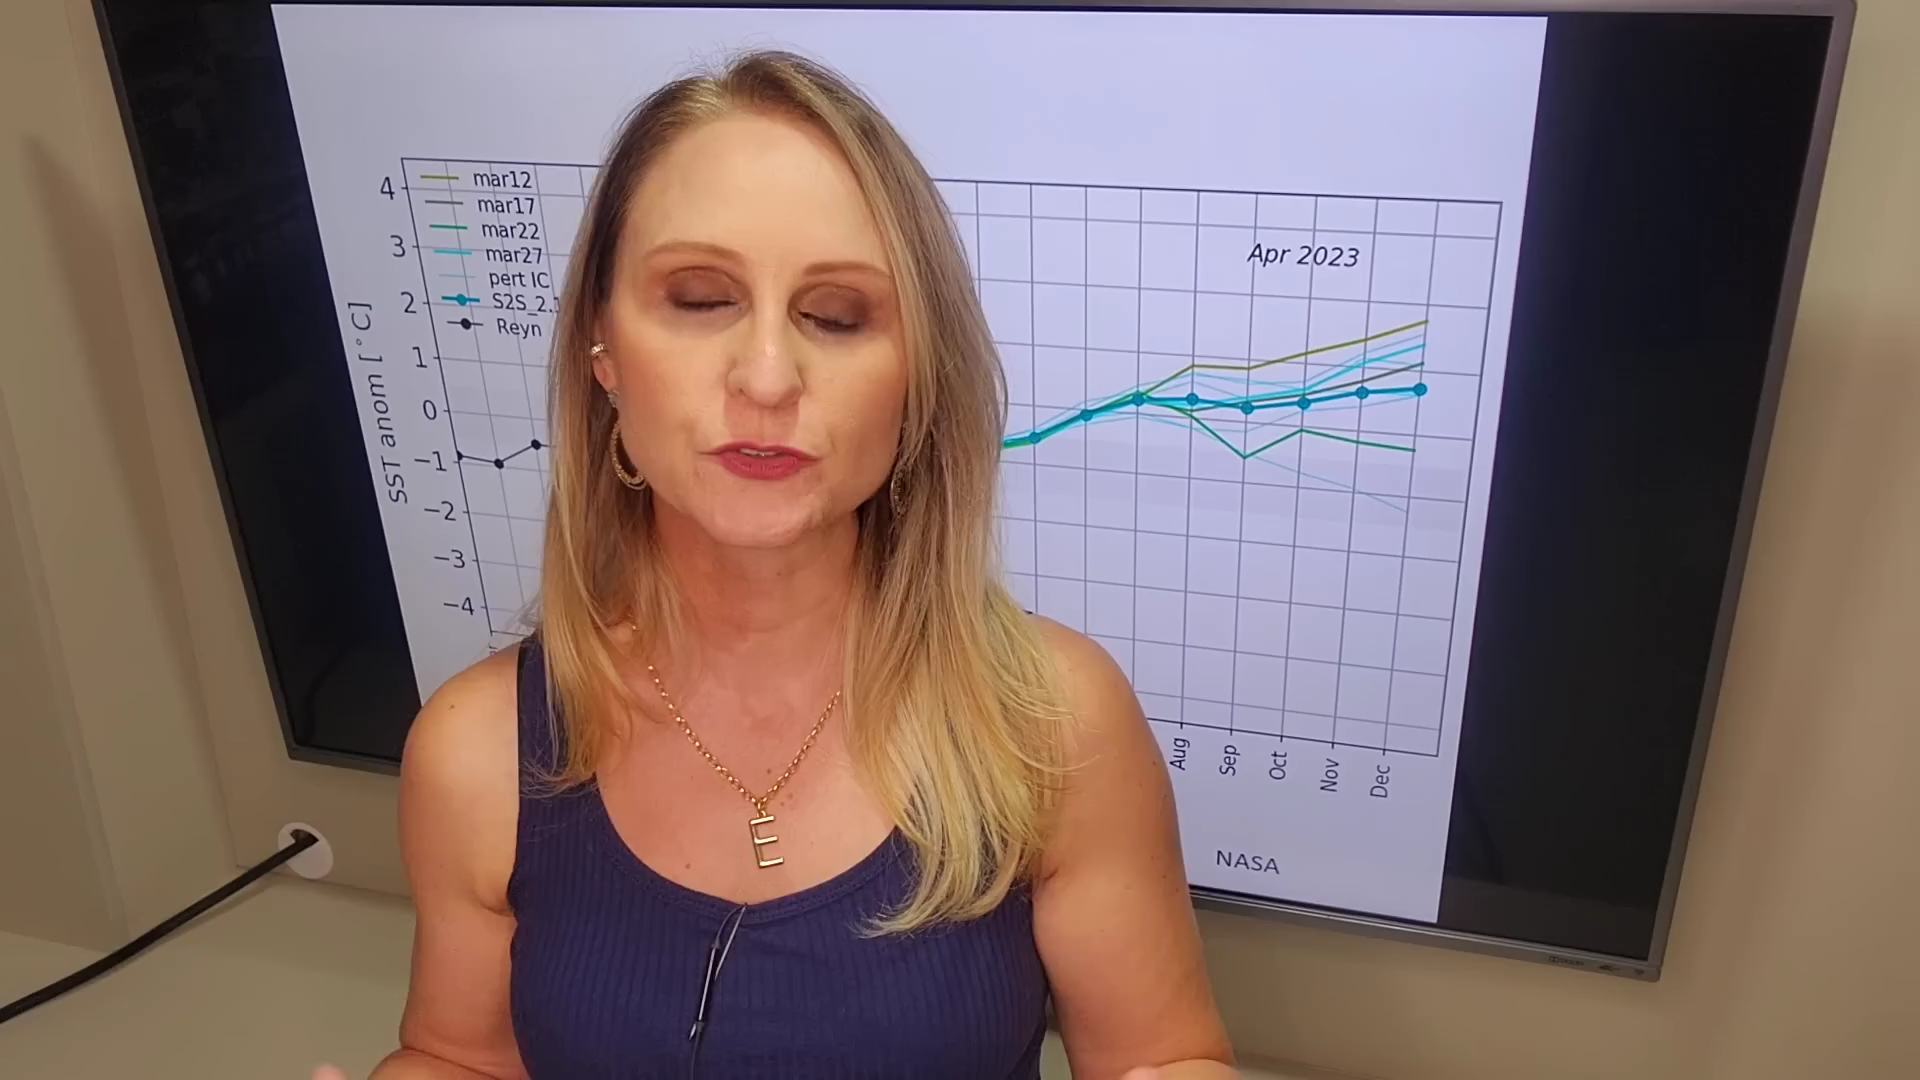 4
3
2
1
0
−1
−2
−3
−4
SST anom [°C]
mar12
mar17
mar22
mar27
pert IC
S2S_2.
Reyn
Apr 2023
Aug
Sep
Oct
Nov
Dec
NASA
E